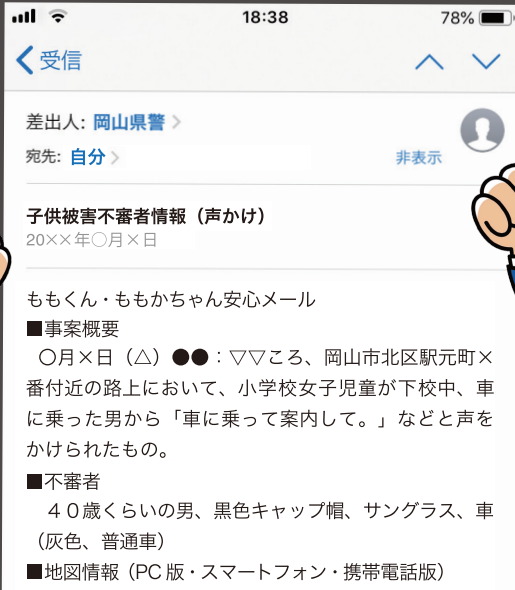 18:38
78%
受信
差出人: 岡山県警
宛先: 自分
非表示
子供被害不審者情報（声かけ）
20××年○月×日
ももくん・ももかちゃん安心メール
■事案概要
○月×日（△）●●：▽▽ころ、岡山市北区駅元町×
番付近の路上において、小学校女子児童が下校中、車
に乗った男から「車に乗って案内して。」などと声を
かけられたもの。
■不審者
４０歳くらいの男、黒色キャップ帽、サングラス、車
（灰色、普通車）
■地図情報（PC 版・スマートフォン・携帯電話版）